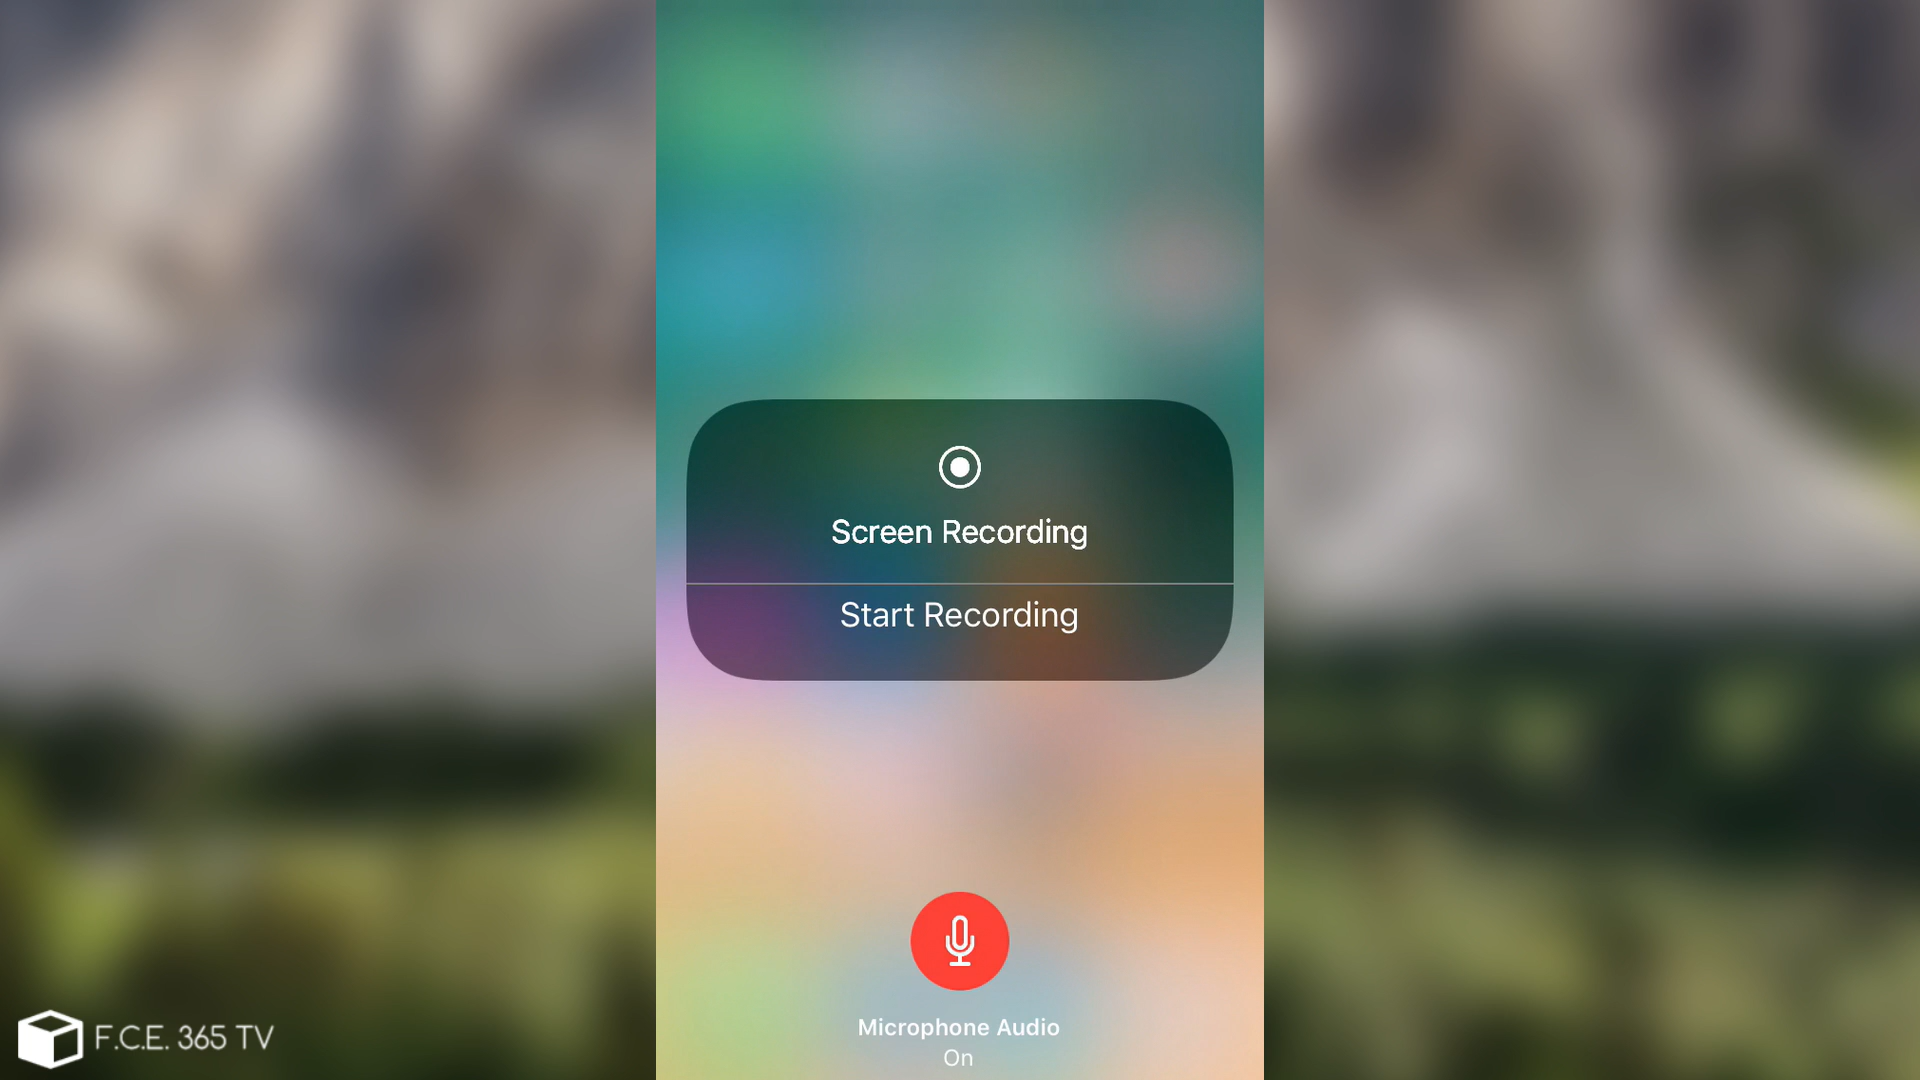 Screen Recording
Start Recording
Microphone Audio
On
F.C.E. 365 TV